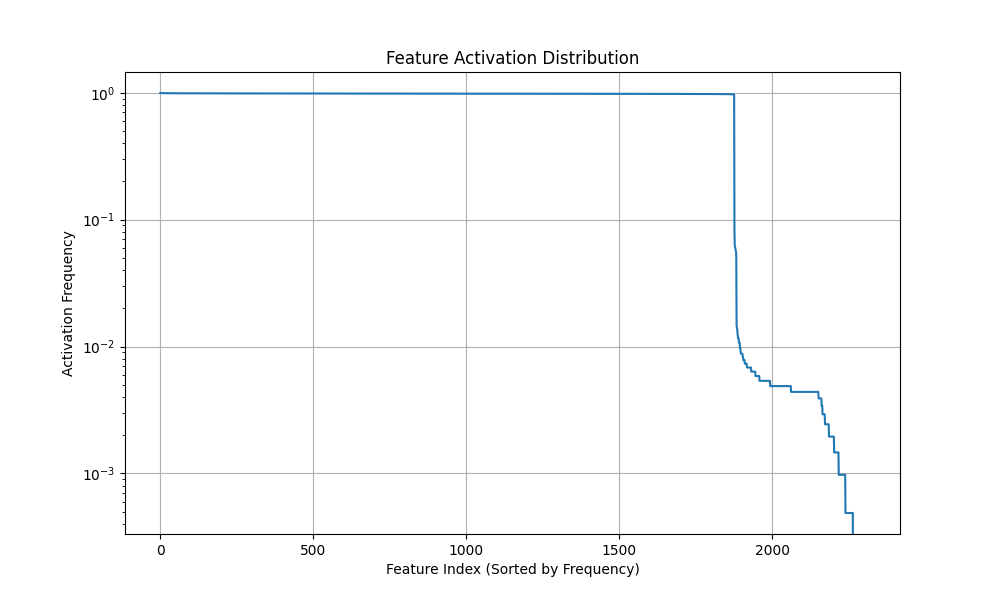 Feature Activation Distribution
Activation Frequency
10⁰
10⁻¹
10⁻²
10⁻³
0 500 1000 1500 2000
Feature Index (Sorted by Frequency)